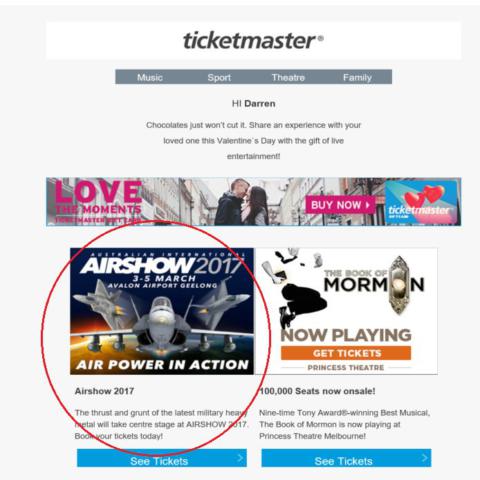 ticketmaster®
Music Sport Theatre Family
HI Darren
Chocolates just won't cut it. Share an experience with your
loved one this Valentine`s Day with the gift of live
entertainment!
LOVE
THE MOMENTS
TICKETMASTER GIFT CARD
BUY NOW
ticketmaster
GIFT CARD
AUSTRALIAN INTERNATIONAL
AIRSHOW 2017
3-5 MARCH
AVALON AIRPORT GEELONG
AIR POWER IN ACTION
THE BOOK OF
MORMON
NOW PLAYING
GET TICKETS
PRINCESS THEATRE
Airshow 2017
The thrust and grunt of the latest military heavy
metal will take centre stage at AIRSHOW 2017.
Book your tickets today!
See Tickets
100,000 Seats now onsale!
Nine-time Tony Award®-winning Best Musical,
The Book of Mormon is now playing at
Princess Theatre Melbourne!
See Tickets